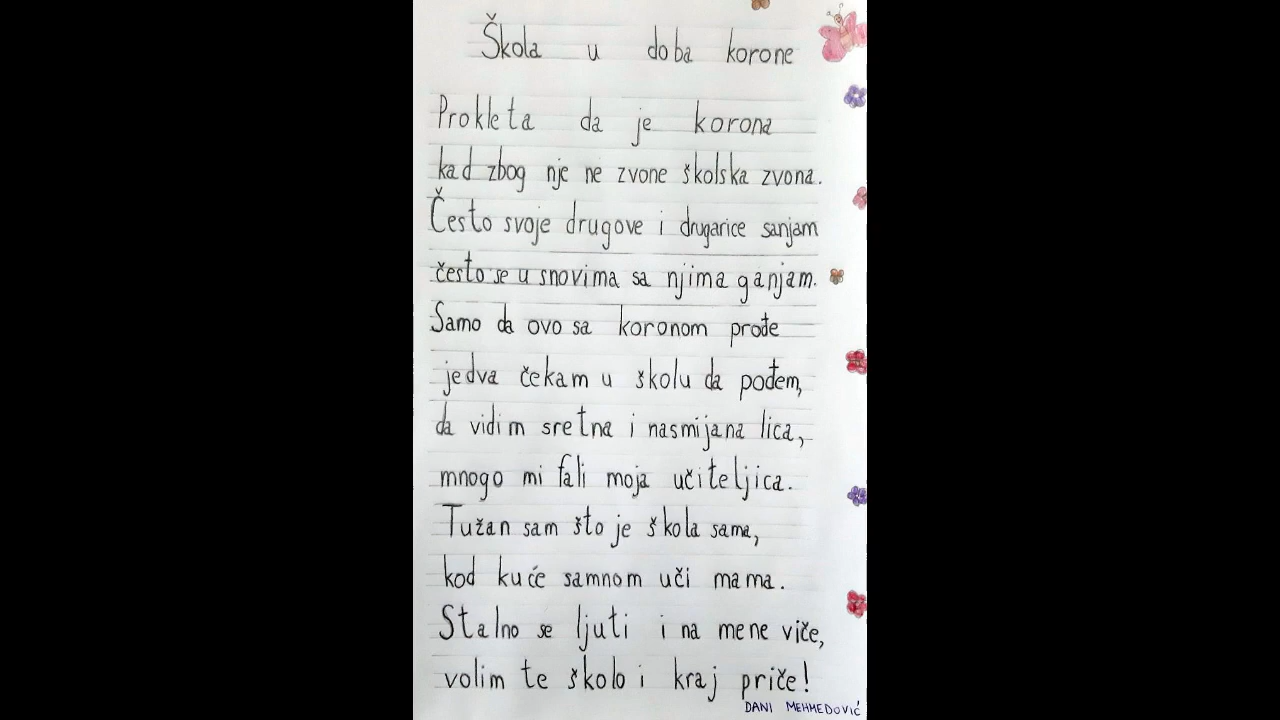 Škola u doba korone
Prokleta da je korona
kad zbog nje ne zvone školska zvona.
Često svoje drugove i drugarice sanjam
često se u snovima sa njima ganjam.
Samo da ovo sa koronom prođe
jedva čekam u školu da pođem,
da vidim sretna i nasmijana lica,
mnogo mi fali moja učiteljica.
Tužan sam što je škola sama,
kod kuće samnom uči mama.
Stalno se ljuti i na mene viče,
volim te školo i kraj priče!
DANI MEHMEDOVIĆ